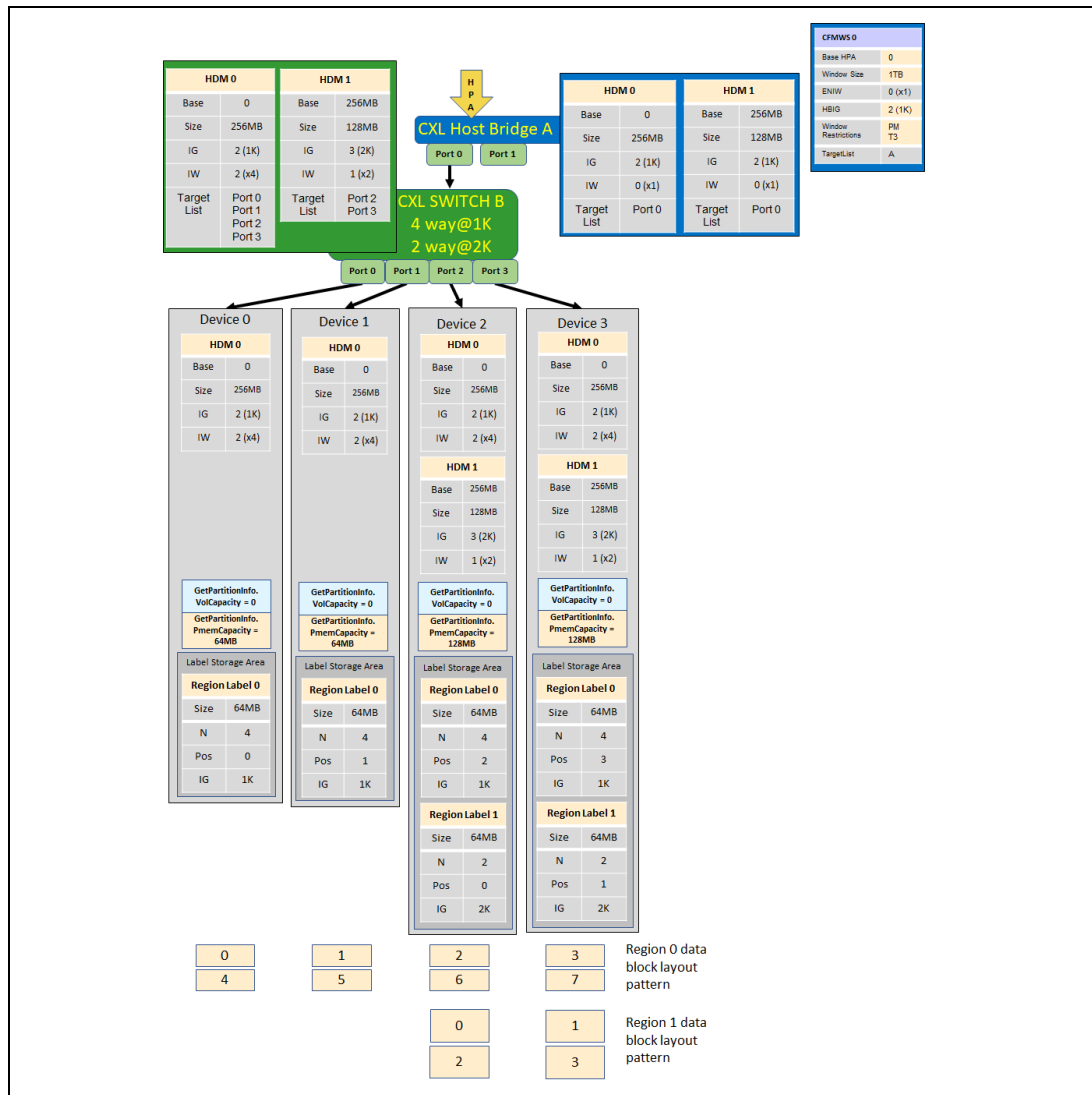 CFMWS 0
Base HPA 0
Window Size 1TB
ENIW 0 (x1)
HBIG 2 (1K)
Window Restrictions PM T3
TargetList A
HDM 0 HDM 1
Base 0 Base 256MB
Size 256MB Size 128MB
IG 2 (1K) IG 3 (2K)
IW 2 (x4) IW 1 (x2)
Target List Port 0 Target List Port 2
Port 1 Port 3
Port 2
Port 3
H
P
A
CXL Host Bridge A
Port 0 Port 1
HDM 0 HDM 1
Base 0 Base 256MB
Size 256MB Size 128MB
IG 2 (1K) IG 2 (1K)
IW 0 (x1) IW 0 (x1)
Target List Port 0 Target List Port 0
CXL SWITCH B
4 way@1K
2 way@2K
Port 0 Port 1 Port 2 Port 3
Device 0
HDM 0
Base 0
Size 256MB
IG 2 (1K)
IW 2 (x4)
GetPartitionInfo.
VolCapacity = 0
GetPartitionInfo.
PmemCapacity =
64MB
Label Storage Area
Region Label 0
Size 64MB
N 4
Pos 0
IG 1K
Device 1
HDM 0
Base 0
Size 256MB
IG 2 (1K)
IW 2 (x4)
GetPartitionInfo.
VolCapacity = 0
GetPartitionInfo.
PmemCapacity =
64MB
Label Storage Area
Region Label 0
Size 64MB
N 4
Pos 1
IG 1K
Device 2
HDM 0
Base 0
Size 256MB
IG 2 (1K)
IW 2 (x4)
HDM 1
Base 256MB
Size 128MB
IG 3 (2K)
IW 1 (x2)
GetPartitionInfo.
VolCapacity = 0
GetPartitionInfo.
PmemCapacity =
128MB
Label Storage Area
Region Label 0
Size 64MB
N 4
Pos 2
IG 1K
Region Label 1
Size 64MB
N 2
Pos 0
IG 2K
Device 3
HDM 0
Base 0
Size 256MB
IG 2 (1K)
IW 2 (x4)
HDM 1
Base 256MB
Size 128MB
IG 3 (2K)
IW 1 (x2)
GetPartitionInfo.
VolCapacity = 0
GetPartitionInfo.
PmemCapacity =
128MB
Label Storage Area
Region Label 0
Size 64MB
N 4
Pos 3
IG 1K
Region Label 1
Size 64MB
N 2
Pos 1
IG 2K
0 1 2 3
4 5 6 7
Region 0 data
block layout
pattern
0 1
2 3
Region 1 data
block layout
pattern